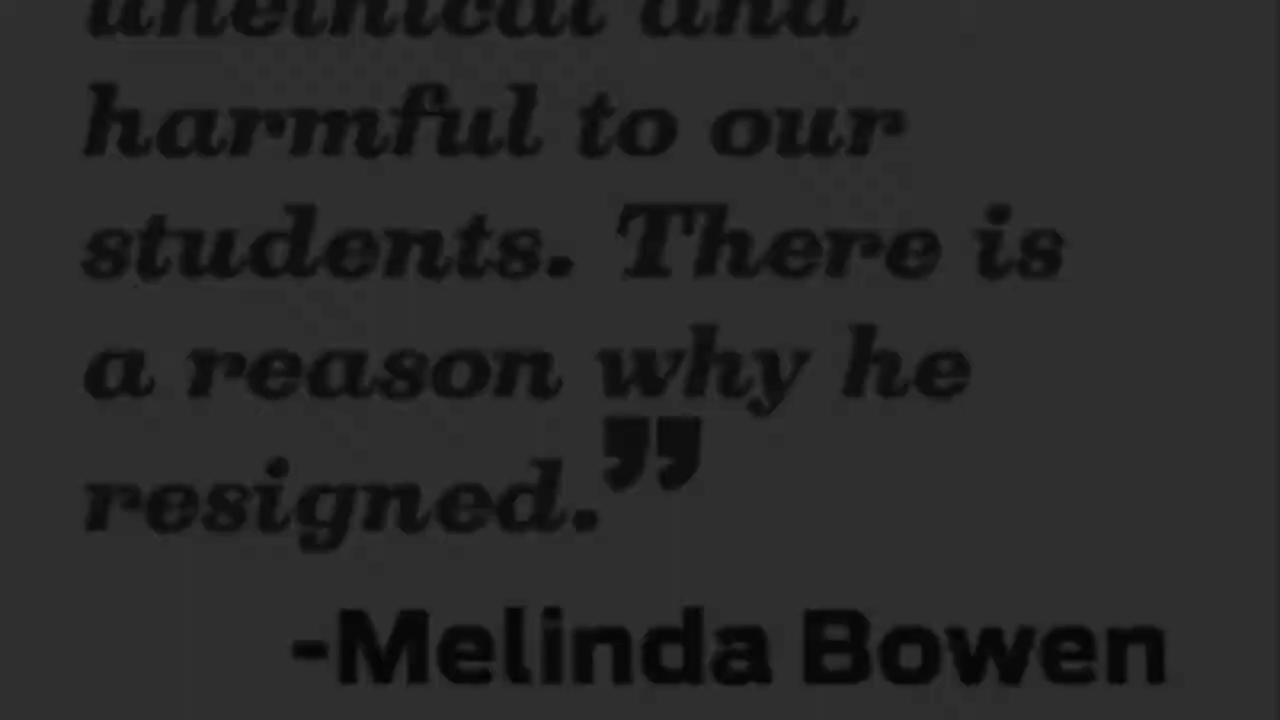 unethical and
harmful to our
students. There is
a reason why he
resigned.”
-Melinda Bowen